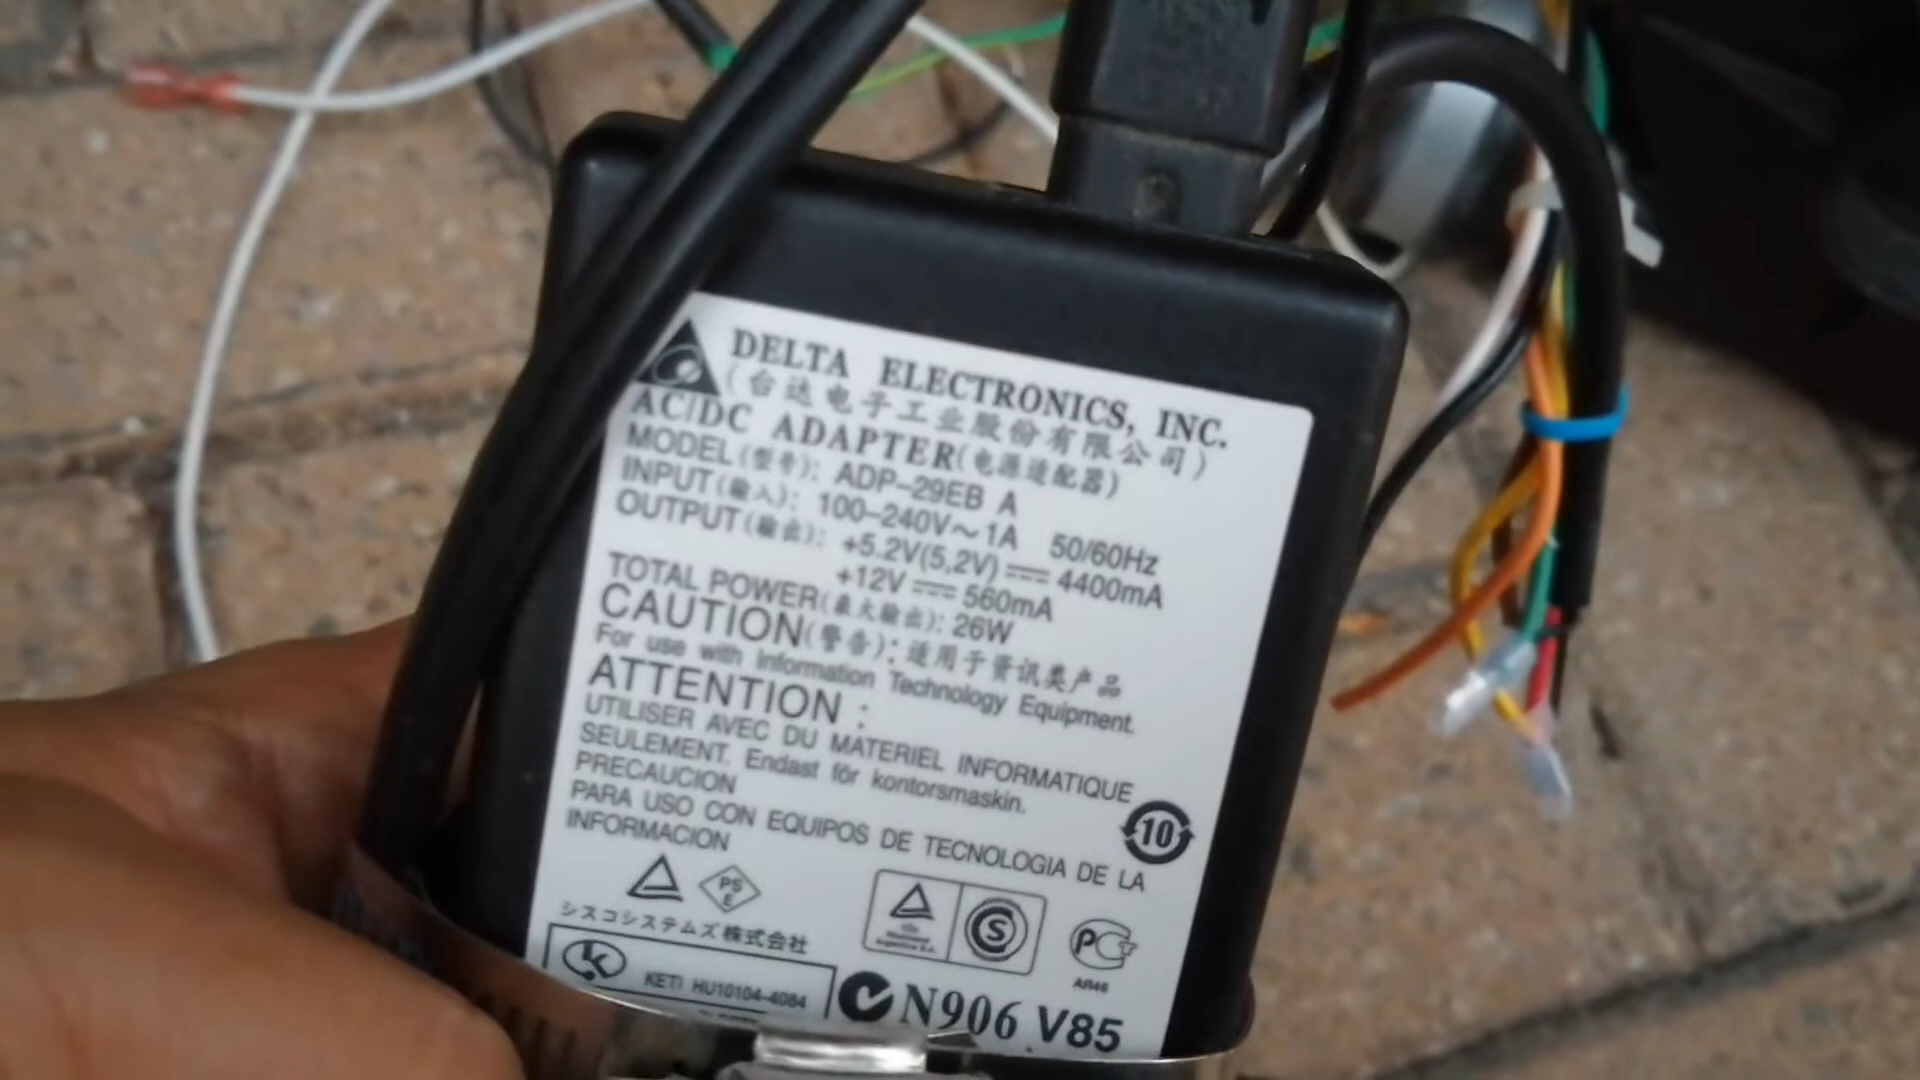 DELTA ELECTRONICS, INC.
(台达电子工业股份有限公司)
AC/DC ADAPTER(电源适配器)
MODEL(型号): ADP-29EB A
INPUT(輸入): 100-240V~1A 50/60Hz
OUTPUT(輸出): +5.2V(5,2V) ⎓ 4400mA
+12V ⎓ 560mA
TOTAL POWER(最大输出): 26W
CAUTION(警告): 适用于资讯类产品
For use with Information Technology Equipment.
ATTENTION :
UTILISER AVEC DU MATERIEL INFORMATIQUE
SEULEMENT. Endast för kontorsmaskin.
PRECAUCION
PARA USO CON EQUIPOS DE TECNOLOGIA DE LA
INFORMACION
10
PS
E
シスコシステムズ株式会社
S
PCT
AR46
KETI HU10104-4084
N906 V85